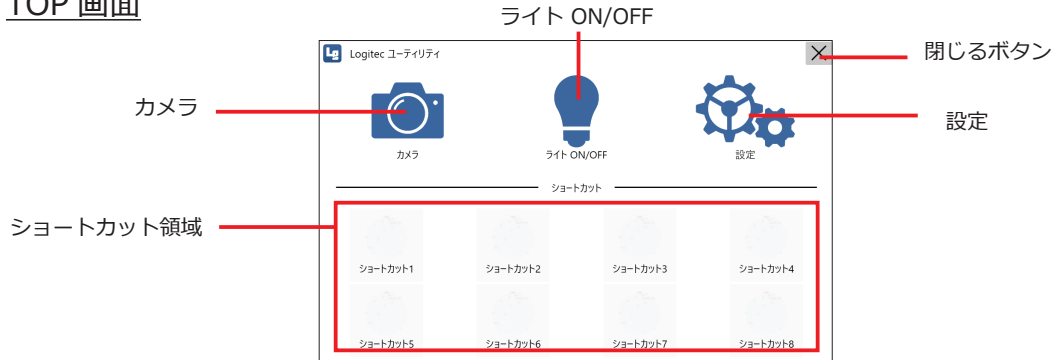 TOP 画面
ライト ON/OFF
Lg Logitec ユーティリティ
閉じるボタン
カメラ
設定
カメラ
ライト ON/OFF
設定
ショートカット
ショートカット領域
ショートカット1
ショートカット2
ショートカット3
ショートカット4
ショートカット5
ショートカット6
ショートカット7
ショートカット8